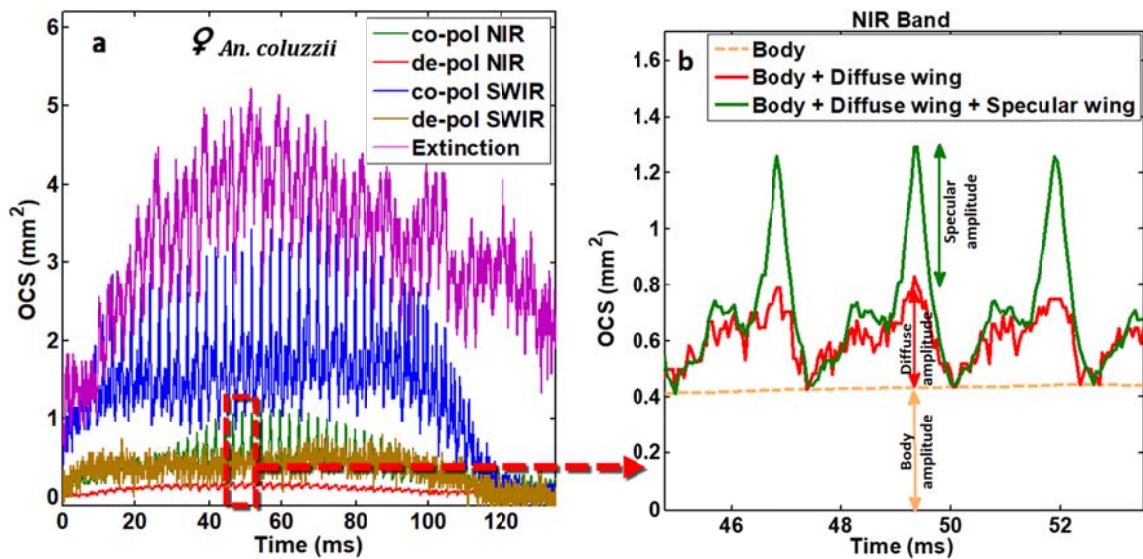 a
♀ An. coluzzii
co-pol NIR
de-pol NIR
co-pol SWIR
de-pol SWIR
Extinction
6
5
4
3
2
1
0
OCS (mm²)
0 20 40 60 80 100 120
Time (ms)
NIR Band
b
Body
Body + Diffuse wing
Body + Diffuse wing + Specular wing
1.6
1.4
1.2
1
0.8
0.6
0.4
0.2
0
OCS (mm²)
Specular
amplitude
Diffuse
amplitude
Body
amplitude
46 48 50 52
Time (ms)